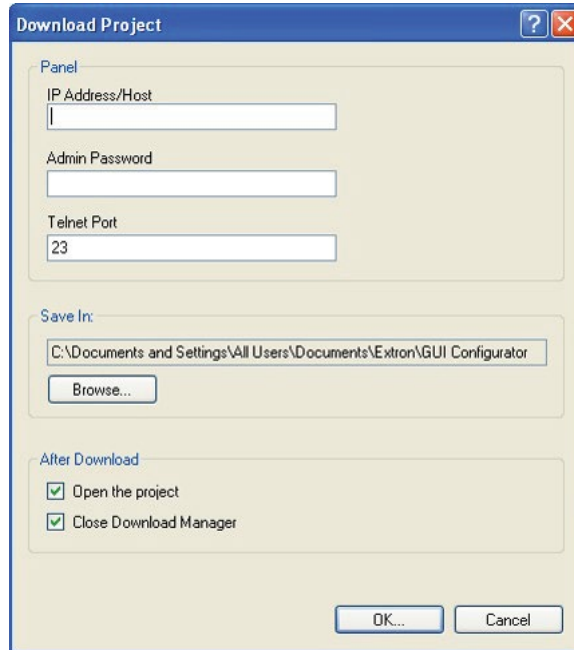 Download Project
Panel
IP Address/Host
Admin Password
Telnet Port
23
Save In:
C:\Documents and Settings\All Users\Documents\Extron\GUI Configurator
Browse...
After Download
Open the project
Close Download Manager
OK... Cancel